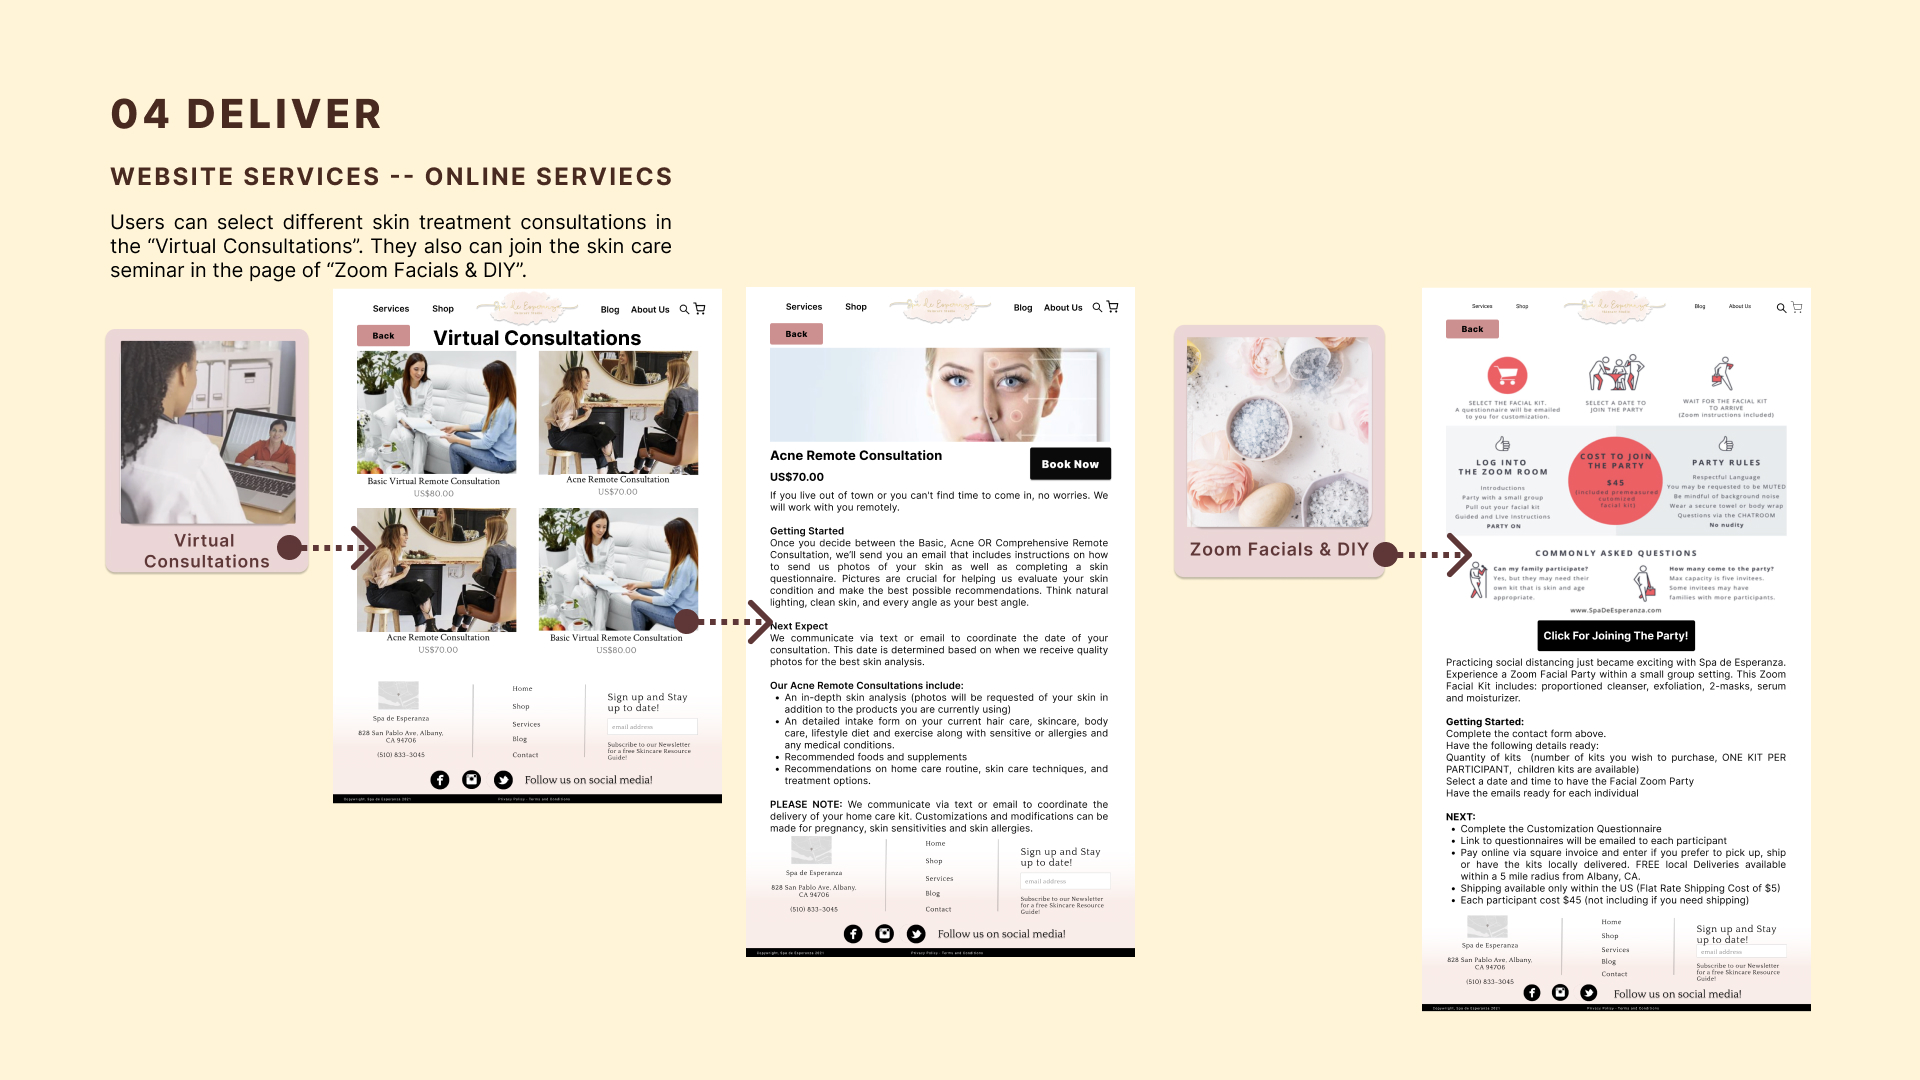 04 DELIVER
WEBSITE SERVICES -- ONLINE SERVIECS
Users can select different skin treatment consultations in
the “Virtual Consultations”. They also can join the skin care
seminar in the page of “Zoom Facials & DIY”.
Virtual
Consultations
Services
Shop
Blog
About Us
Back
Virtual Consultations
Basic Virtual Remote Consultation
US$80.00
Acne Remote Consultation
US$70.00
Acne Remote Consultation
US$70.00
Basic Virtual Remote Consultation
US$80.00
Spa de Esperanza
828 San Pablo Ave, Albany,
CA 94706
(510) 833-3045
Home
Shop
Services
Blog
Contact
Sign up and Stay
up to date!
email address
Subscribe to our Newsletter
for a free Skincare Resource
Guide!
Follow us on social media!
Copywright, Spa de Esperanza 2021
Privacy Policy - Terms and Conditions
Services
Shop
Blog
About Us
Back
Acne Remote Consultation
US$70.00
Book Now
If you live out of town or you can't find time to come in, no worries. We
will work with you remotely.
Getting Started
Once you decide between the Basic, Acne OR Comprehensive Remote
Consultation, we’ll send you an email that includes instructions on how
to send us photos of your skin as well as completing a skin
questionnaire. Pictures are crucial for helping us evaluate your skin
condition and make the best possible recommendations. Think natural
lighting, clean skin, and every angle as your best angle.
Next Expect
We communicate via text or email to coordinate the date of your
consultation. This date is determined based on when we receive quality
photos for the best skin analysis.
Our Acne Remote Consultations include:
• An in-depth skin analysis (photos will be requested of your skin in
addition to the products you are currently using)
• An detailed intake form on your current hair care, skincare, body
care, lifestyle diet and exercise along with sensitive or allergies and
any medical conditions.
• Recommended foods and supplements
• Recommendations on home care routine, skin care techniques, and
treatment options.
PLEASE NOTE: We communicate via text or email to coordinate the
delivery of your home care kit. Customizations and modifications can be
made for pregnancy, skin sensitivities and skin allergies.
Spa de Esperanza
828 San Pablo Ave, Albany,
CA 94706
(510) 833-3045
Home
Shop
Services
Blog
Contact
Sign up and Stay
up to date!
email address
Subscribe to our Newsletter
for a free Skincare Resource
Guide!
Follow us on social media!
Copywright, Spa de Esperanza 2021
Privacy Policy - Terms and Conditions
Zoom Facials & DIY
Services
Shop
Blog
About Us
Back
SELECT THE FACIAL KIT.
A questionnaire will be emailed
to you for customization.
SELECT A DATE TO
JOIN THE PARTY
WAIT FOR THE FACIAL KIT
TO ARRIVE
(Zoom instructions included)
LOG INTO
THE ZOOM ROOM
Introductions
Party with a small group
Pull out your facial kit
Guided and Live Instructions
PARTY ON
COST TO JOIN
THE PARTY
$45
(included premeasured
cutomized
facial kit)
PARTY RULES
Respectful Language
You may be requested to be MUTED
Be mindful of background noise
Wear a secure towel or body wrap
Questions via the CHATROOM
No nudity
COMMONLY ASKED QUESTIONS
Can my family participate?
Yes, but they may need their
own kit that is skin and age
appropriate.
How many come to the party?
Max capacity is five invitees.
Some invitees may have
families with more participants.
www.SpaDeEsperanza.com
Click For Joining The Party!
Practicing social distancing just became exciting with Spa de Esperanza.
Experience a Zoom Facial Party within a small group setting. This Zoom
Facial Kit includes: proportioned cleanser, exfoliation, 2-masks, serum
and moisturizer.
Getting Started:
Complete the contact form above.
Have the following details ready:
Quantity of kits (number of kits you wish to purchase, ONE KIT PER
PARTICIPANT, children kits are available)
Select a date and time to have the Facial Zoom Party
Have the emails ready for each individual
NEXT:
• Complete the Customization Questionnaire
• Link to questionnaires will be emailed to each participant
• Pay online via square invoice and enter if you prefer to pick up, ship
or have the kits locally delivered. FREE local Deliveries available
within a 5 mile radius from Albany, CA.
• Shipping available only within the US (Flat Rate Shipping Cost of $5)
• Each participant cost $45 (not including if you need shipping)
Spa de Esperanza
828 San Pablo Ave, Albany,
CA 94706
(510) 833-3045
Home
Shop
Services
Blog
Contact
Sign up and Stay
up to date!
email address
Subscribe to our Newsletter
for a free Skincare Resource
Guide!
Follow us on social media!
Copywright, Spa de Esperanza 2021
Privacy Policy - Terms and Conditions